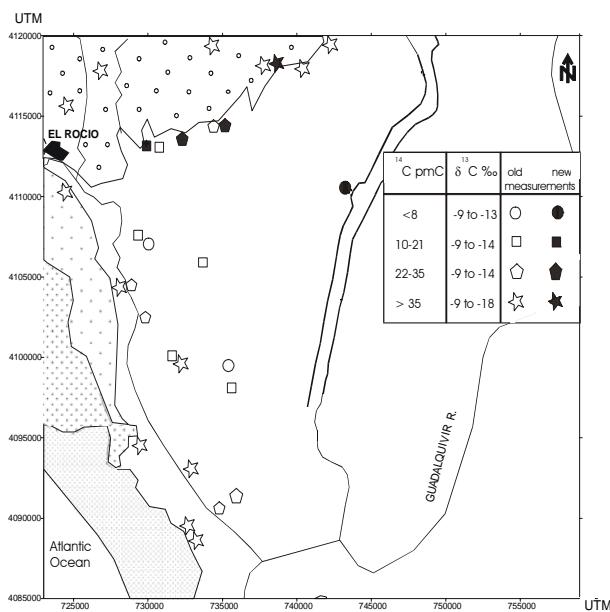 UTM
4120000
4115000
4110000
4105000
4100000
4095000
4090000
4085000
N
EL ROCIO
14 C pmC δ 13 C ‰ old new
measurements
<8 -9 to -13
10-21 -9 to -14
22-35 -9 to -14
> 35 -9 to -18
GUADALQUIVIR R.
Atlantic
Ocean
725000 730000 735000 740000 745000 750000 755000
UTM